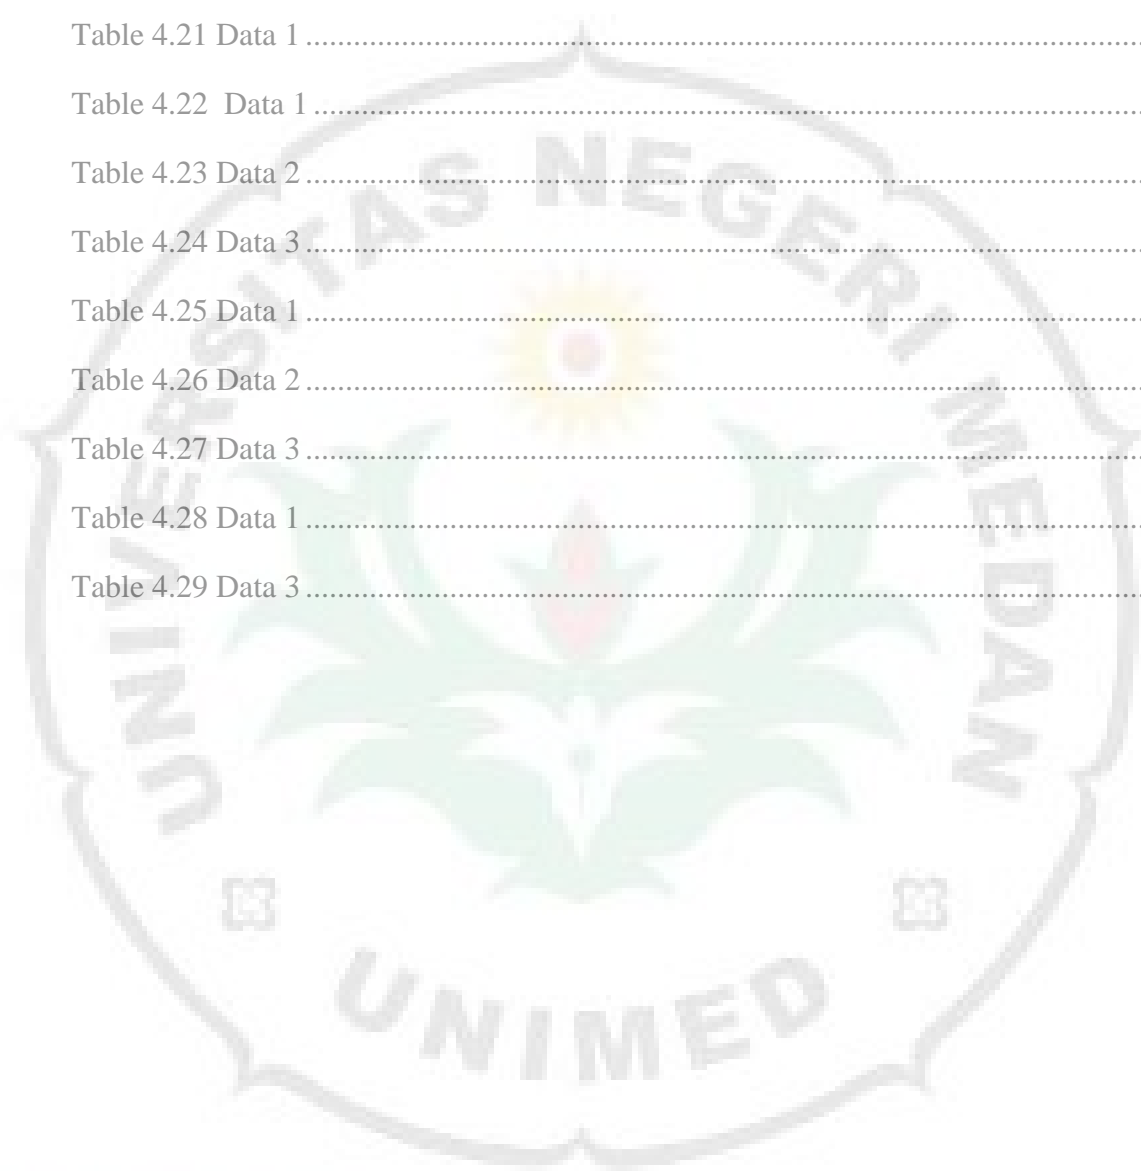 Table 4.21 Data 1 ........................................................................................................
Table 4.22  Data 1 .......................................................................................................
Table 4.23 Data 2 ........................................................................................................
Table 4.24 Data 3 ........................................................................................................
Table 4.25 Data 1 ........................................................................................................
Table 4.26 Data 2 ........................................................................................................
Table 4.27 Data 3 ........................................................................................................
Table 4.28 Data 1 ........................................................................................................
Table 4.29 Data 3 ........................................................................................................
UNIVERSITAS NEGERI MEDAN
UNIMED